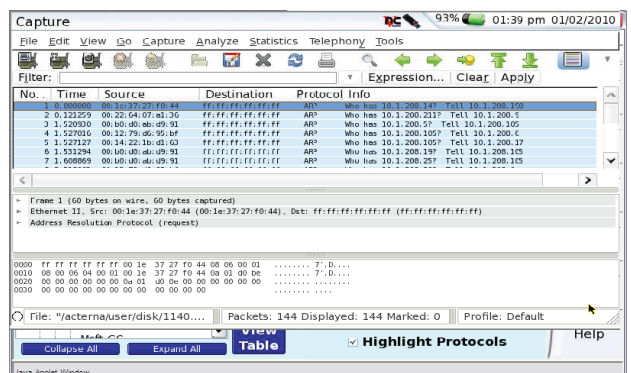 Capture 93% 01:39 pm 01/02/2010
File Edit View Go Capture Analyze Statistics Telephony Tools
Filter: Expression... Clear Apply
No. . Time Source Destination Protocol Info
1 0.000000 00:1e:37:27:f0:44 ff:ff:ff:ff:ff:ff ARP Who has 10.1.208.14? Tell 10.1.208.190
2 0.121259 00:22:64:07:a1:36 ff:ff:ff:ff:ff:ff ARP Who has 10.1.200.211? Tell 10.1.200.5
3 1.520930 00:b0:d0:ab:d9:91 ff:ff:ff:ff:ff:ff ARP Who has 10.1.208.5? Tell 10.1.208.105
4 1.527016 00:12:79:d6:95:bf ff:ff:ff:ff:ff:ff ARP Who has 10.1.200.105? Tell 10.1.200.6
5 1.527127 00:14:22:1b:d1:63 ff:ff:ff:ff:ff:ff ARP Who has 10.1.208.105? Tell 10.1.208.17
6 1.531294 00:b0:d0:ab:d9:91 ff:ff:ff:ff:ff:ff ARP Who has 10.1.208.19? Tell 10.1.208.105
7 1.608869 00:b0:d0:ab:d9:91 ff:ff:ff:ff:ff:ff ARP Who has 10.1.208.25? Tell 10.1.208.105
Frame 1 (60 bytes on wire, 60 bytes captured)
Ethernet II, Src: 00:1e:37:27:f0:44 (00:1e:37:27:f0:44), Dst: ff:ff:ff:ff:ff:ff (ff:ff:ff:ff:ff:ff)
Address Resolution Protocol (request)
0000 ff ff ff ff ff ff 00 1e 37 27 f0 44 08 06 00 01 ........ 7'.D....
0010 08 00 06 04 00 01 00 1e 37 27 f0 44 0a 01 d0 be ........ 7'.D....
0020 00 00 00 00 00 00 0a 01 d0 0e 00 00 00 00 00 00 ........ ........
0030 00 00 00 00 00 00 00 00 00 00 00 00 ........ ....
File: "/acterna/user/disk/1140.... Packets: 144 Displayed: 144 Marked: 0 Profile: Default
View Help
Collapse All Expand All Table Highlight Protocols
Java Applet Window